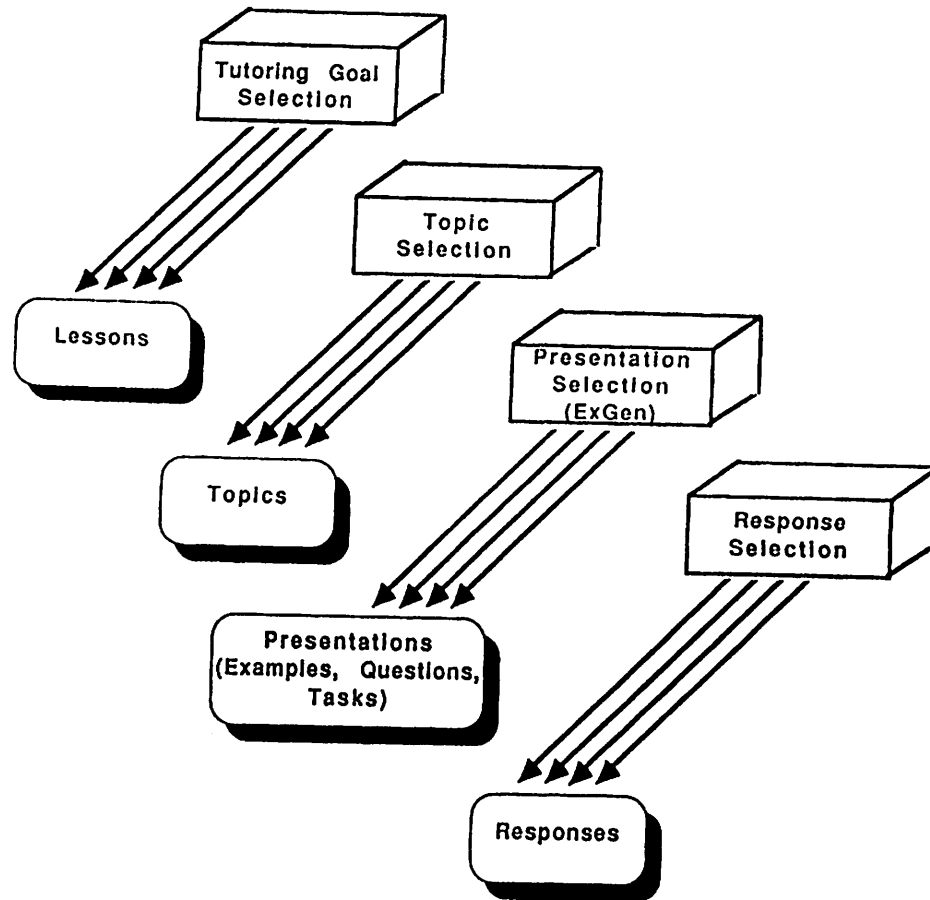 Tutoring Goal
Selection
Topic
Selection
Lessons
Presentation
Selection
(ExGen)
Topics
Response
Selection
Presentations
(Examples, Questions,
Tasks)
Responses